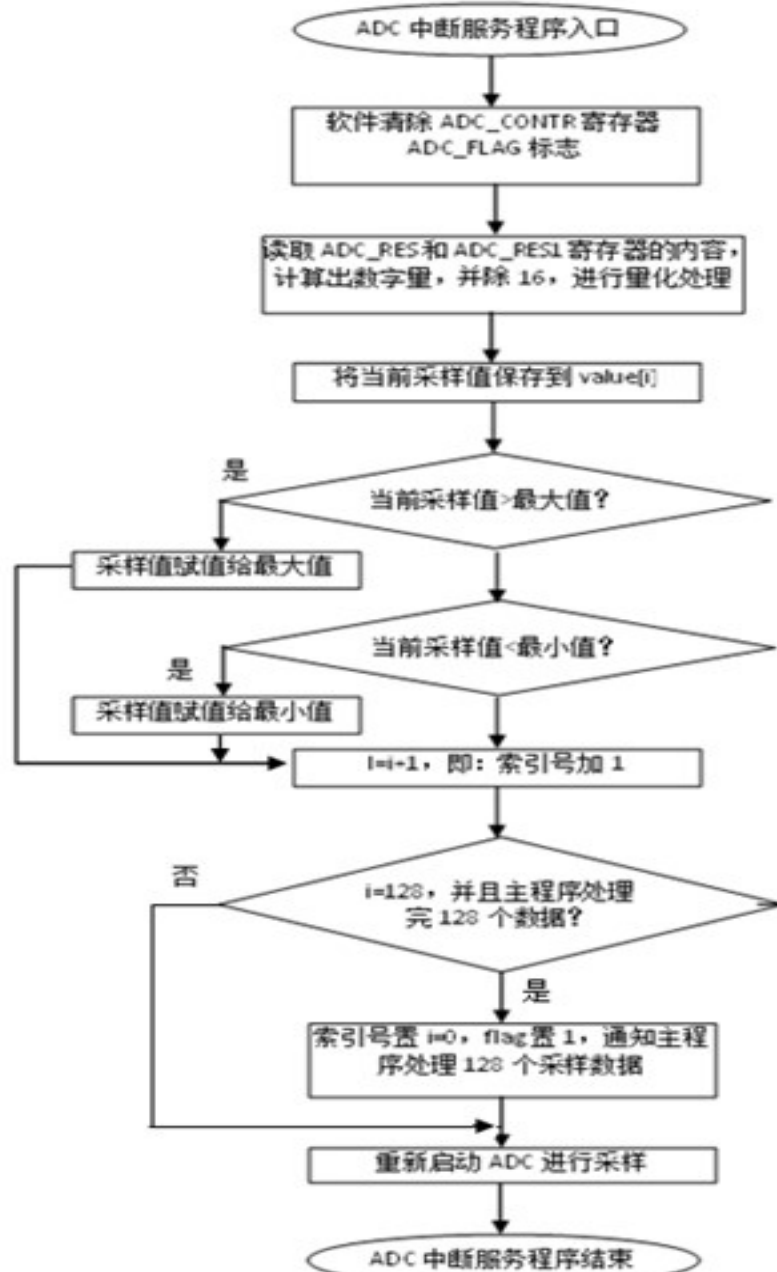 ADC 中断服务程序入口
软件清除 ADC_CONTR 寄存器
ADC_FLAG 标志
读取 ADC_RES和 ADC_RES1 寄存器的内容，
计算出数字量，并除 16，进行量化处理
将当前采样值保存到 value[i]
是
当前采样值>最大值？
采样值赋值给最大值
当前采样值<最小值？
是
采样值赋值给最小值
I=i+1，即：索引号加 1
否
i=128，并且主程序处理
完 128 个数据？
是
索引号置 i=0，flag 置 1，通知主程
序处理 128 个采样数据
重新启动 ADC 进行采样
ADC 中断服务程序结束